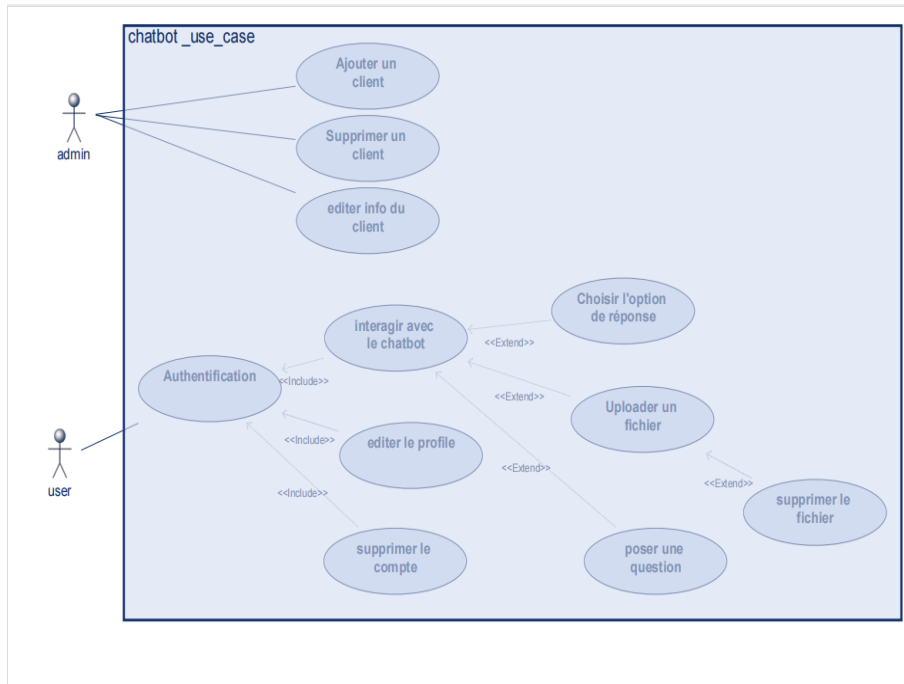 chatbot _use_case
Ajouter un
client
admin
Supprimer un
client
editer info du
client
Choisir l'option
de réponse
interagir avec
le chatbot
<<Extend>>
Authentification
<<Include>>
<<Extend>>
Uploader un
fichier
user
<<Include>>
editer le profile
<<Extend>>
<<Extend>>
<<Include>>
supprimer le
fichier
supprimer le
compte
poser une
question